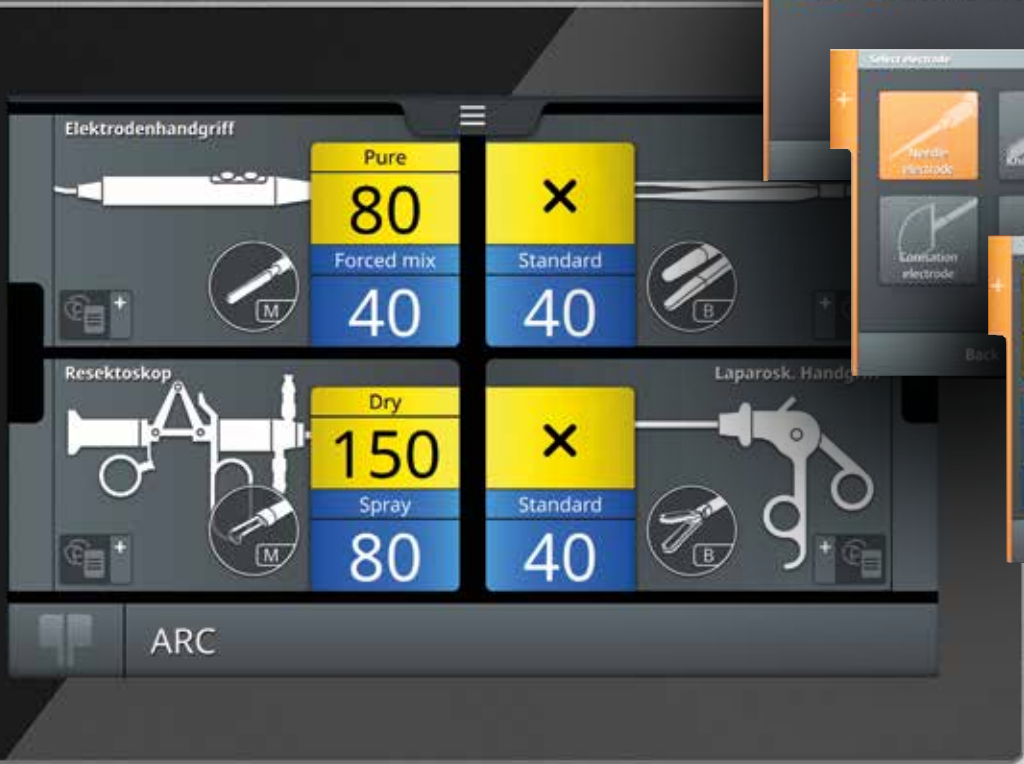 Elektrodenhandgriff
Pure
80
Forced mix
40
M
Standard
40
B
Resektoskop
Dry
150
Spray
80
M
Laparosk.
Standard
40
B
ARC
Select electrode
Needle
electrode
electrode
Back